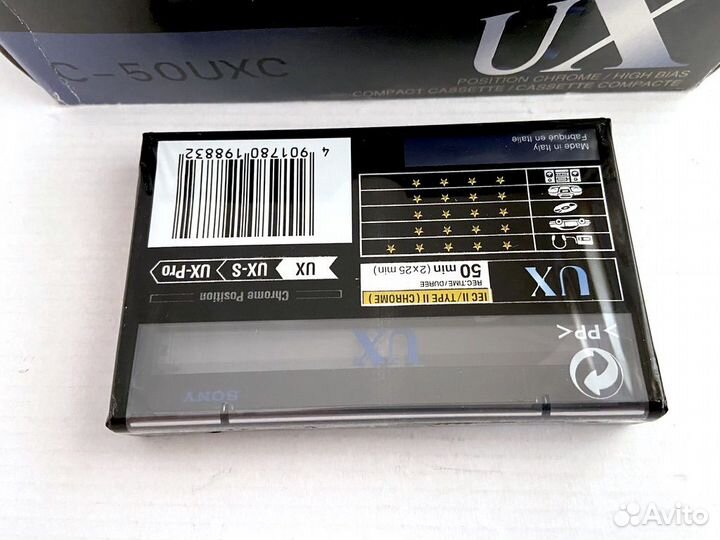 C-50UXC
UX
POSITION CHROME / HIGH BIAS
COMPACT CASSETTE / CASSETTE COMPACTE
SONY
UX
>PP<
UX
IEC II / TYPE II ( CHROME )
REC.TIME/DUREE
50 min (2x25 min)
Chrome Position
UX UX-S UX-Pro
4 901780 198832
Made in Italy
Fabriqué en Italie
Avito